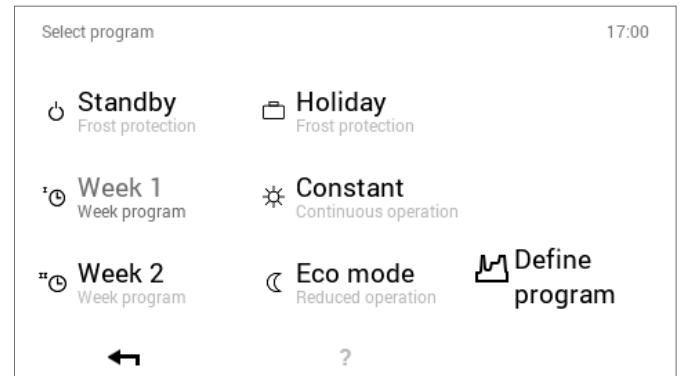 Select program 17:00
Standby
Frost protection
Holiday
Frost protection
I Week 1
Week program
Constant
Continuous operation
II Week 2
Week program
Eco mode
Reduced operation
Define
program
?